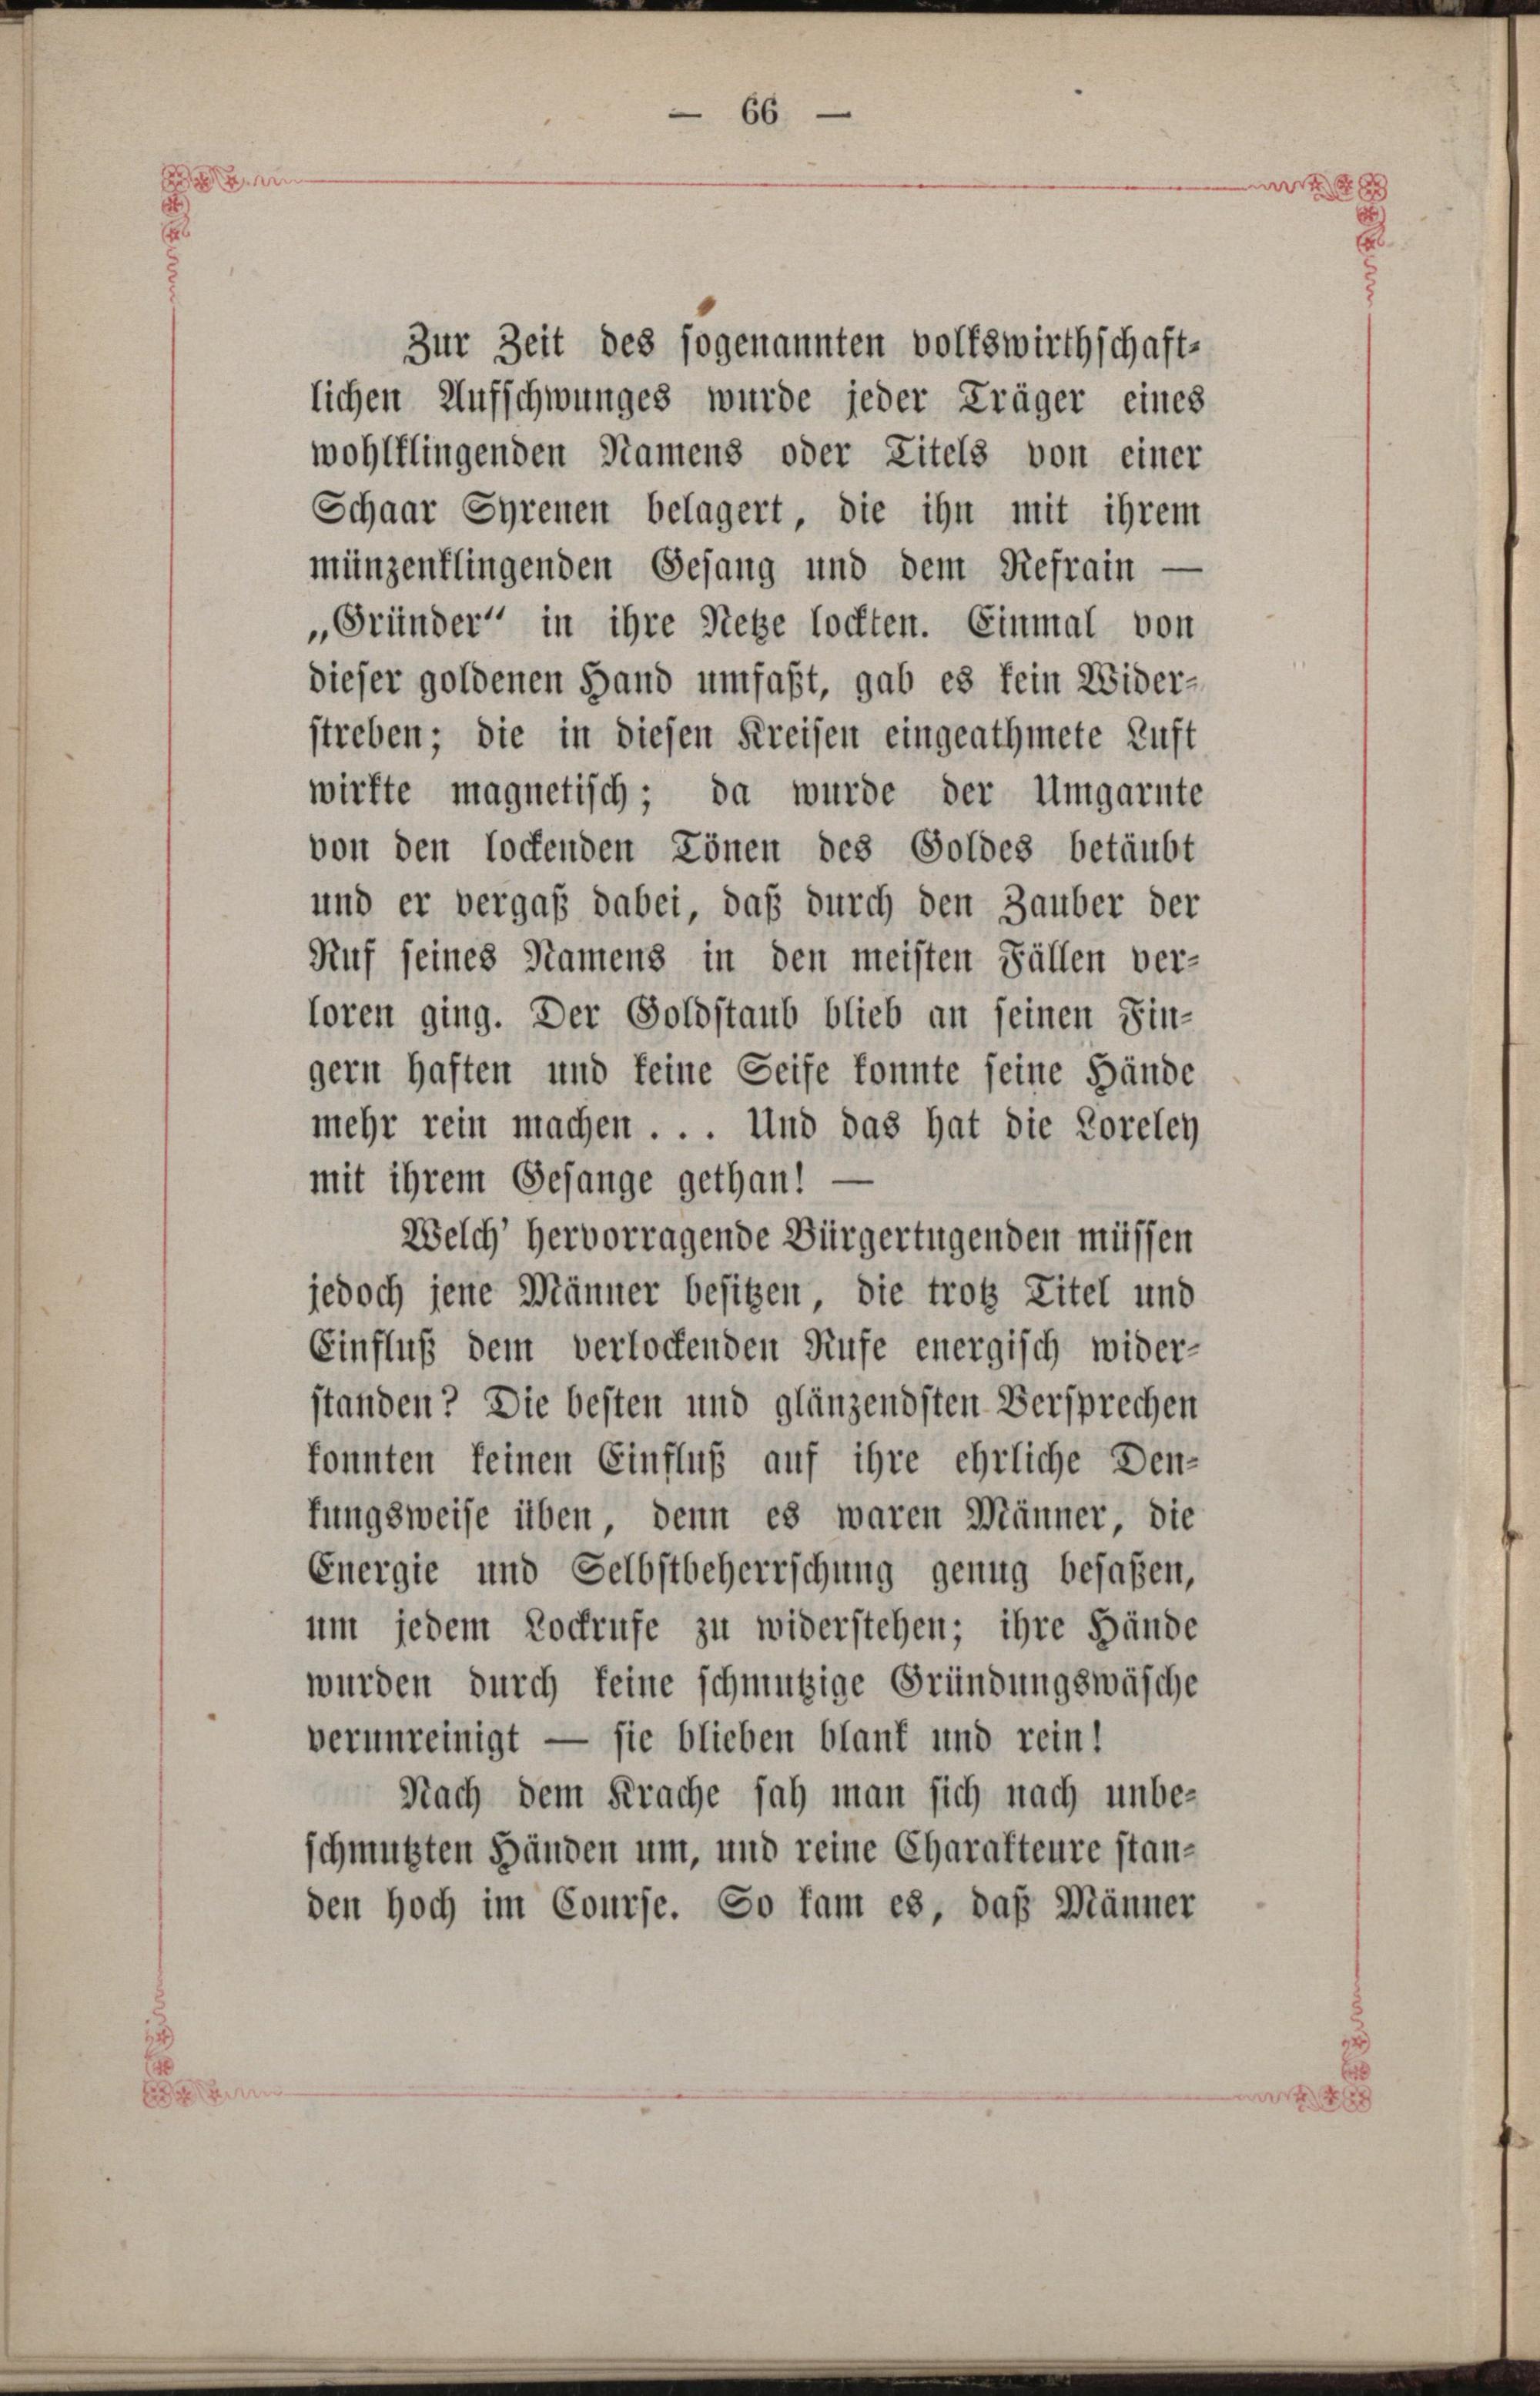 — 66 —
Zur Zeit des sogenannten volkswirthschaft-
lichen Aufschwunges wurde jeder Träger eines
wohlklingenden Namens oder Titels von einer
Schaar Syrenen belagert, die ihn mit ihrem
münzenklingenden Gesang und dem Refrain —
„Gründer“ in ihre Netze lockten. Einmal von
dieser goldenen Hand umfaßt, gab es kein Wider-
streben; die in diesen Kreisen eingeathmete Luft
wirkte magnetisch; da wurde der Umgarnte
von den lockenden Tönen des Goldes betäubt
und er vergaß dabei, daß durch den Zauber der
Ruf seines Namens in den meisten Fällen ver-
loren ging. Der Goldstaub blieb an seinen Fin-
gern haften und keine Seife konnte seine Hände
mehr rein machen . . . Und das hat die Loreley
mit ihrem Gesange gethan! —
Welch’ hervorragende Bürgertugenden müssen
jedoch jene Männer besitzen, die trotz Titel und
Einfluß dem verlockenden Rufe energisch wider-
standen? Die besten und glänzendsten Versprechen
konnten keinen Einfluß auf ihre ehrliche Den-
kungsweise üben, denn es waren Männer, die
Energie und Selbstbeherrschung genug besaßen,
um jedem Lockrufe zu widerstehen; ihre Hände
wurden durch keine schmutzige Gründungswäsche
verunreinigt — sie blieben blank und rein!
Nach dem Krache sah man sich nach unbe-
schmutzten Händen um, und reine Charakteure stan-
den hoch im Course. So kam es, daß Männer